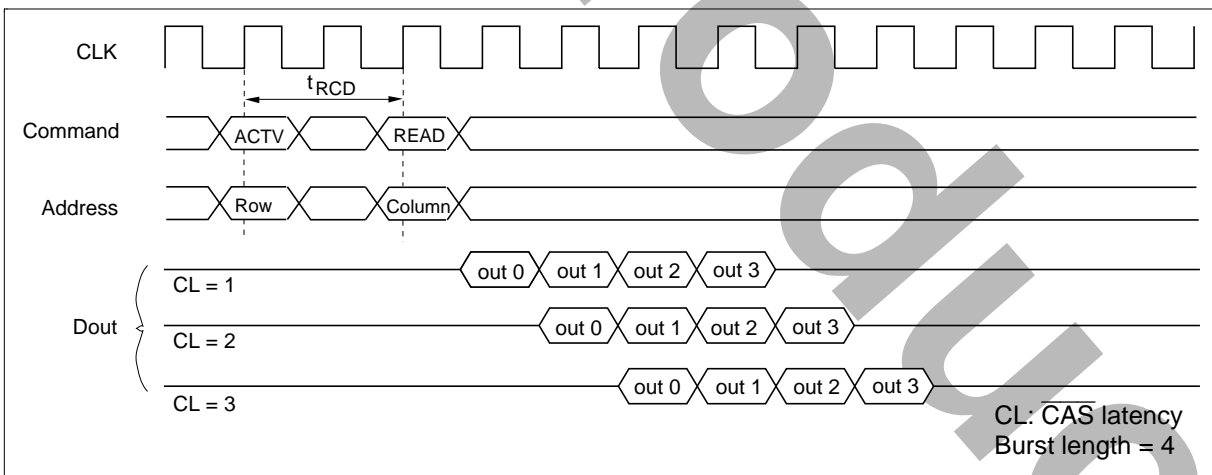 CLK
tRCD
Command
ACTV
READ
Address
Row
Column
out 0 out 1 out 2 out 3
CL = 1
Dout
out 0 out 1 out 2 out 3
CL = 2
out 0 out 1 out 2 out 3
CL = 3
CL: CAS latency
Burst length = 4